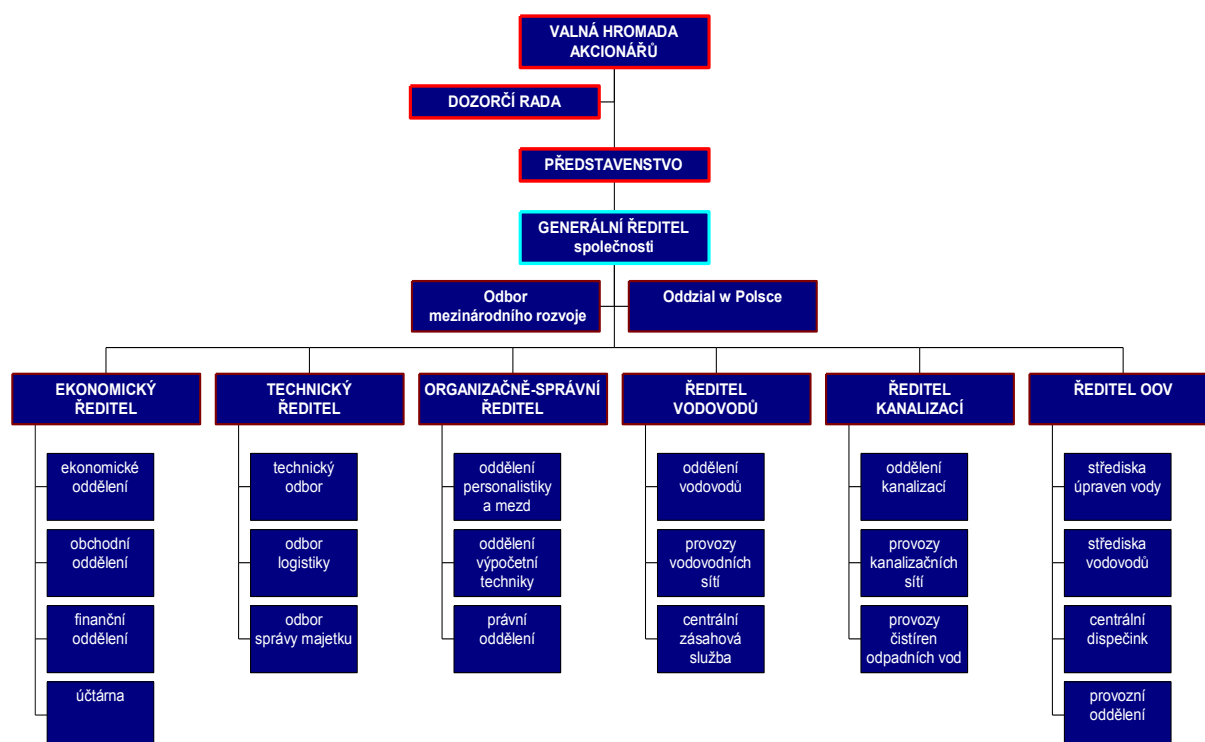 VALNÁ HROMADA
AKCIONÁŘŮ
DOZORČÍ RADA
PŘEDSTAVENSTVO
GENERÁLNÍ ŘEDITEL
společnosti
Odbor
mezinárodního rozvoje
Oddzial w Polsce
EKONOMICKÝ
ŘEDITEL
ekonomické
oddělení
obchodní
oddělení
finanční
oddělení
účtárna
TECHNICKÝ
ŘEDITEL
technický
odbor
odbor
logistiky
odbor
správy majetku
ORGANIZAČNĚ-SPRÁVNÍ
ŘEDITEL
oddělení
personalistiky
a mezd
oddělení
výpočetní
techniky
právní
oddělení
ŘEDITEL
VODOVODŮ
oddělení
vodovodů
provozy
vodovodních
sítí
centrální
zásahová
služba
ŘEDITEL
KANALIZACÍ
oddělení
kanalizací
provozy
kanalizačních
sítí
provozy
čistíren
odpadních vod
ŘEDITEL OOV
střediska
úpraven vody
střediska
vodovodů
centrální
dispečink
provozní
oddělení